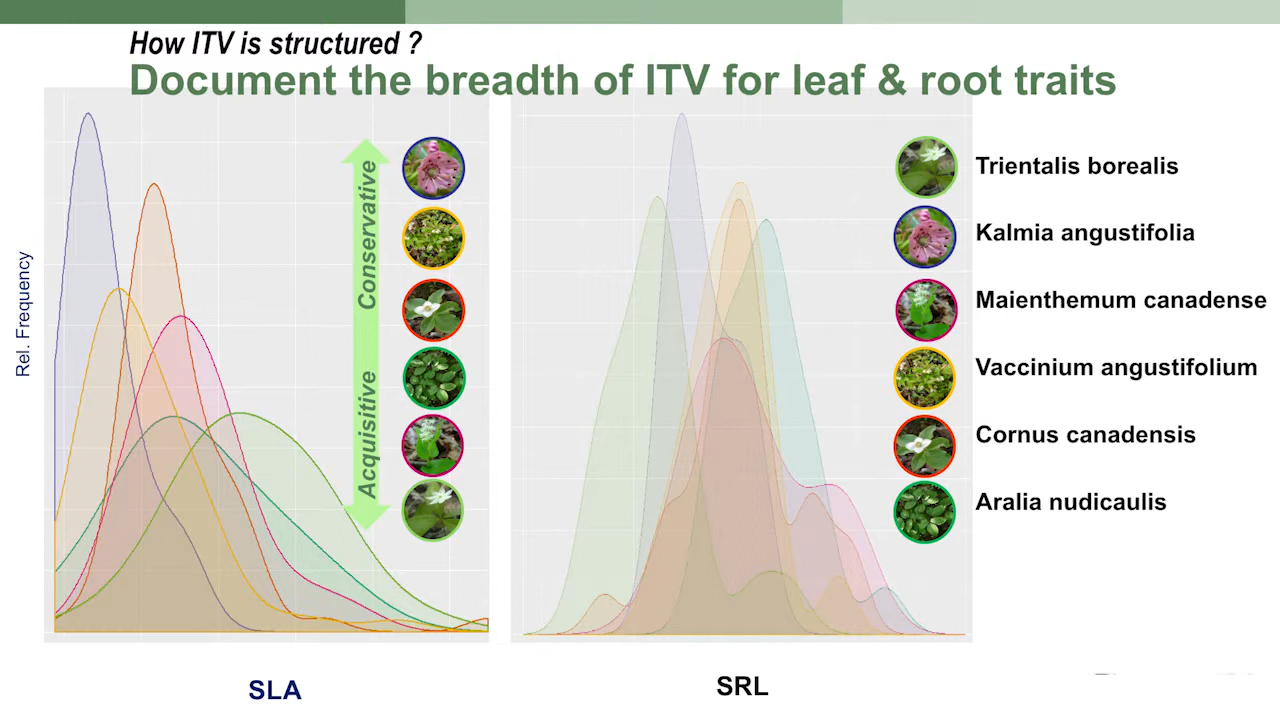 How ITV is structured ?
Document the breadth of ITV for leaf & root traits
Rel. Frequency
Conservative
Acquisitive
SLA
SRL
Trientalis borealis
Kalmia angustifolia
Maienthemum canadense
Vaccinium angustifolium
Cornus canadensis
Aralia nudicaulis